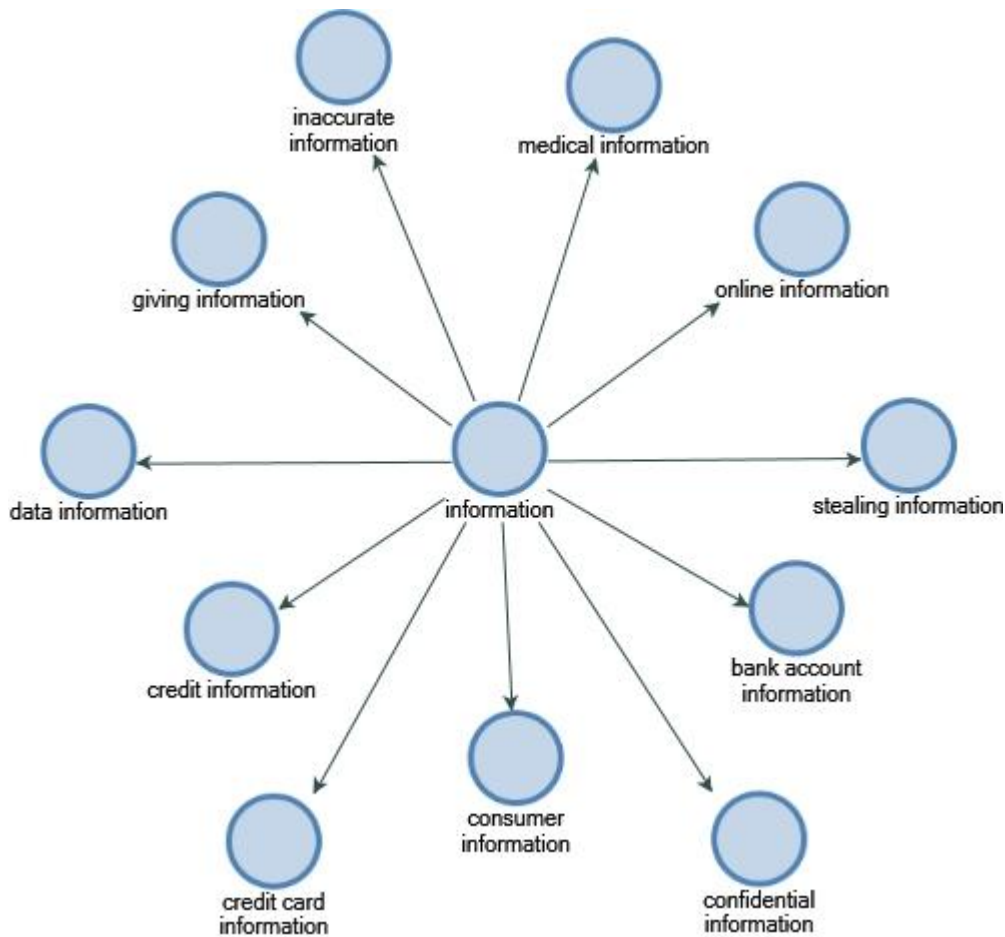 inaccurate
information
medical information
giving information
online information
data information
information
stealing information
credit information
bank account
information
consumer
information
credit card
information
confidential
information